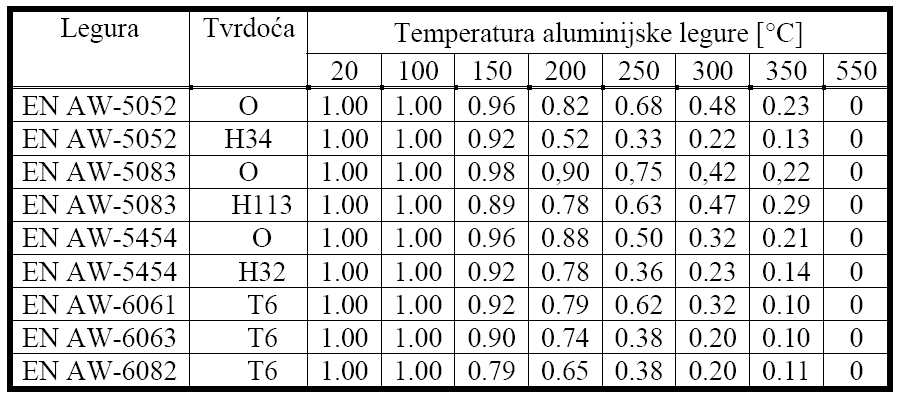 Legura Tvrdoća Temperatura aluminijske legure [°C]
20 100 150 200 250 300 350 550
EN AW-5052 O 1.00 1.00 0.96 0.82 0.68 0.48 0.23 0
EN AW-5052 H34 1.00 1.00 0.92 0.52 0.33 0.22 0.13 0
EN AW-5083 O 1.00 1.00 0.98 0,90 0,75 0,42 0,22 0
EN AW-5083 H113 1.00 1.00 0.89 0.78 0.63 0.47 0.29 0
EN AW-5454 O 1.00 1.00 0.96 0.88 0.50 0.32 0.21 0
EN AW-5454 H32 1.00 1.00 0.92 0.78 0.36 0.23 0.14 0
EN AW-6061 T6 1.00 1.00 0.92 0.79 0.62 0.32 0.10 0
EN AW-6063 T6 1.00 1.00 0.90 0.74 0.38 0.20 0.10 0
EN AW-6082 T6 1.00 1.00 0.79 0.65 0.38 0.20 0.11 0